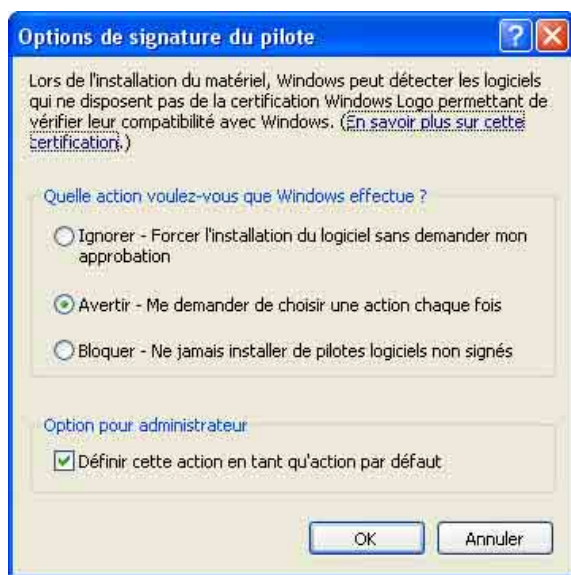 Options de signature du pilote
Lors de l'installation du matériel, Windows peut détecter les logiciels
qui ne disposent pas de la certification Windows Logo permettant de
vérifier leur compatibilité avec Windows. (En savoir plus sur cette
certification.)
Quelle action voulez-vous que Windows effectue ?
Ignorer - Forcer l'installation du logiciel sans demander mon
approbation
Avertir - Me demander de choisir une action chaque fois
Bloquer - Ne jamais installer de pilotes logiciels non signés
Option pour administrateur
Définir cette action en tant qu'action par défaut
OK Annuler